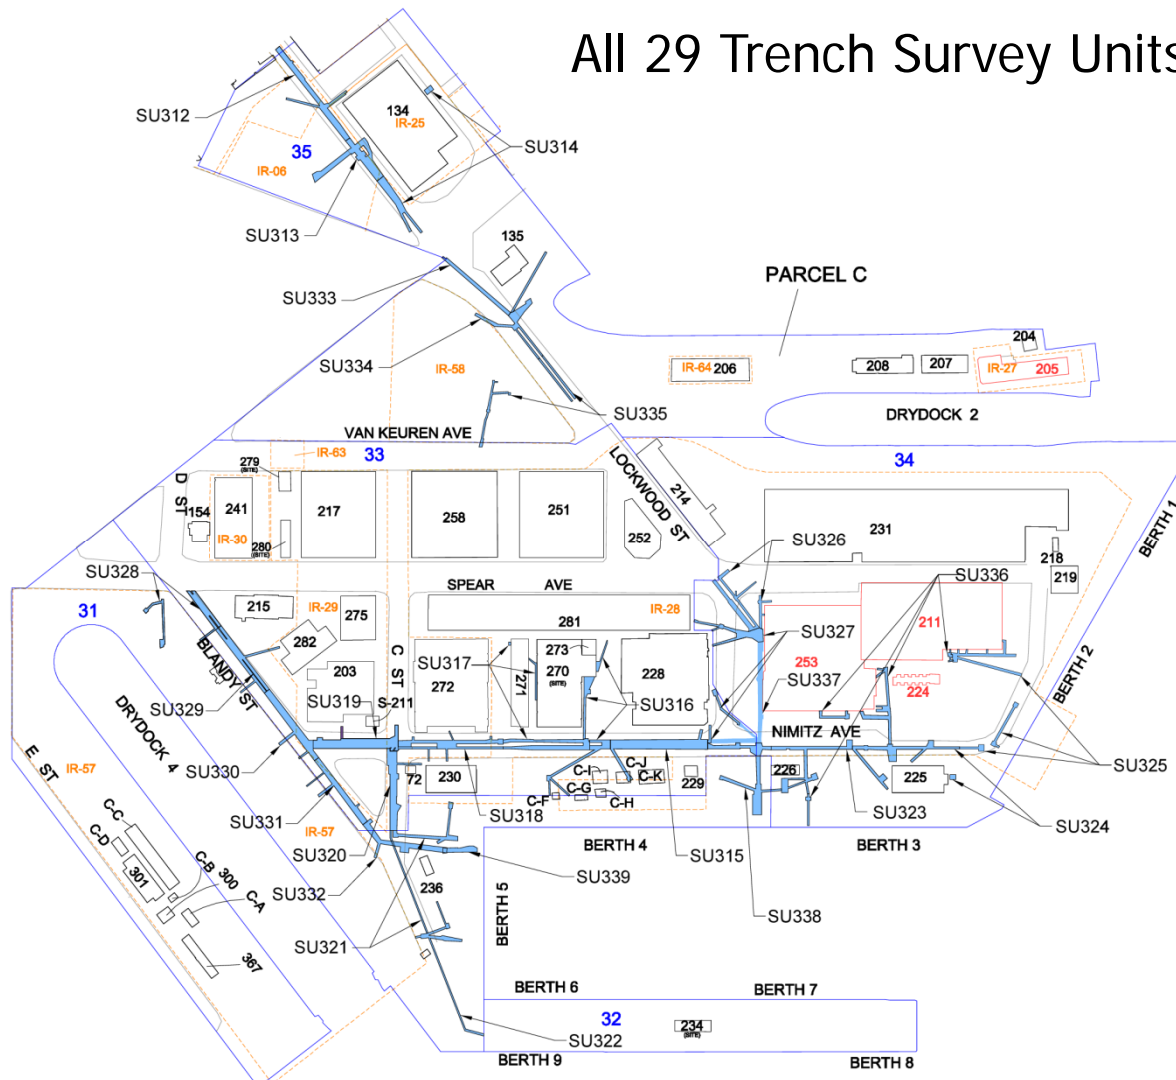 All 29 Trench Survey Units
SU312
134
IR-25
SU314
35
IR-06
SU313
135
SU333
PARCEL C
204
SU334
IR-58
IR-64 206
208
207
IR-27
205
SU335
DRYDOCK 2
VAN KEUREN AVE
IR-63
33
34
LOCKWOOD ST
279
(SITE)
D ST
154
241
IR-30
217
280
(SITE)
258
251
252
214
231
BERTH 1
218
219
SU326
SU336
SU328
SPEAR AVE
31
215
IR-29
275
281
IR-28
211
BLANDY ST
282
203
C ST
SU317
272
271
273
270
(SITE)
228
SU327
253
224
BERTH 2
SU319
S-211
SU316
SU337
SU329
NIMITZ AVE
DRYDOCK 4
E ST
IR-57
SU330
72
230
C-I
C-J
C-K
229
226
225
SU325
C-F
C-G
C-H
SU331
IR-57
SU318
SU323
SU324
C-C
C-D
SU320
BERTH 4
SU315
BERTH 3
301
C-B
300
C-A
SU332
236
SU339
BERTH 5
SU338
SU321
367
BERTH 6
BERTH 7
32
234
(SITE)
SU322
BERTH 9
BERTH 8